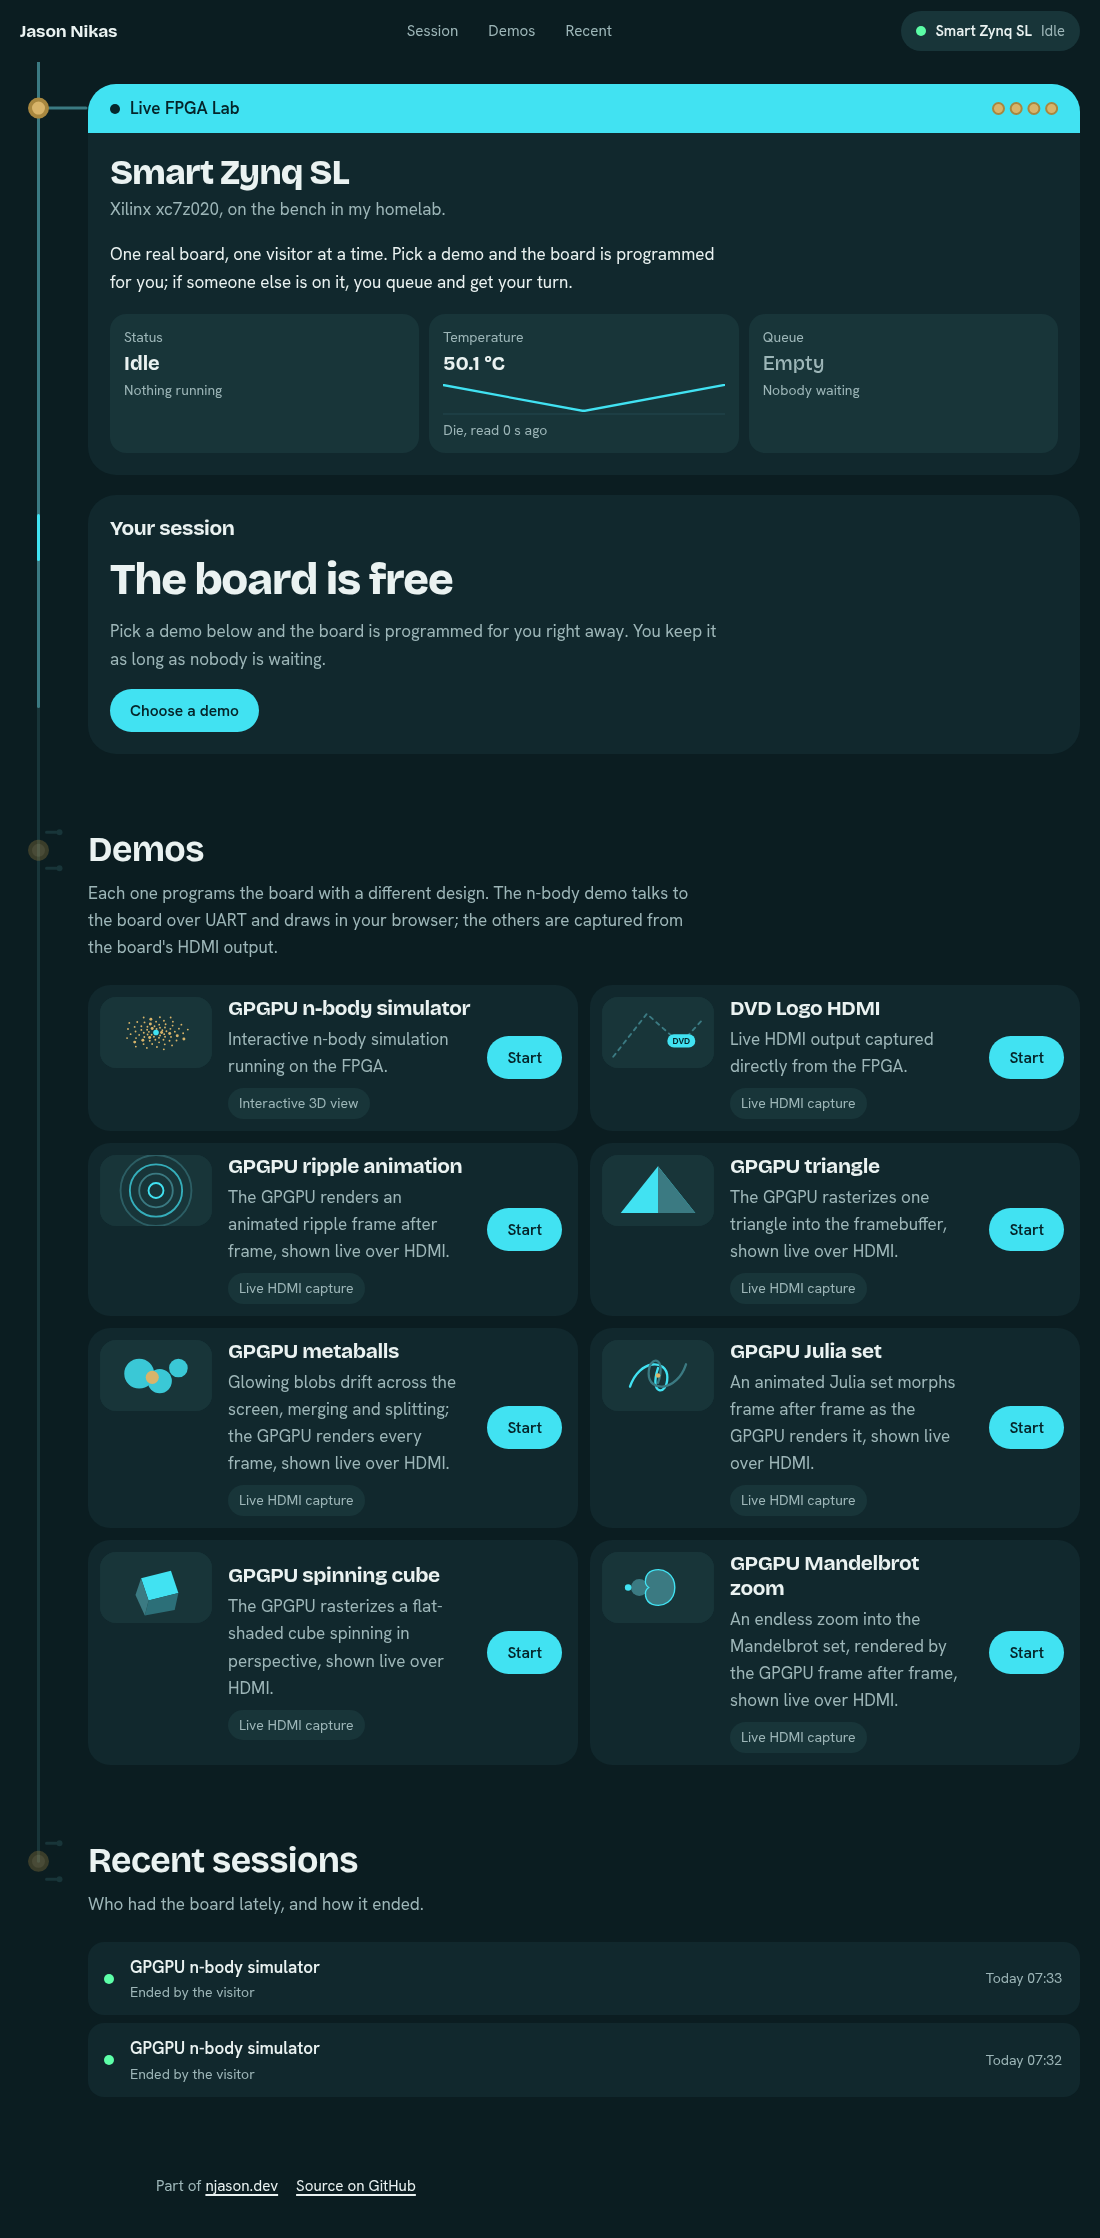 Jason Nikas
Session
Demos
Recent
Smart Zynq SL Idle
Live FPGA Lab
Smart Zynq SL
Xilinx xc7z020, on the bench in my homelab.
One real board, one visitor at a time. Pick a demo and the board is programmed
for you; if someone else is on it, you queue and get your turn.
Status
Idle
Nothing running
Temperature
50.1 °C
Die, read 0 s ago
Queue
Empty
Nobody waiting
Your session
The board is free
Pick a demo below and the board is programmed for you right away. You keep it
as long as nobody is waiting.
Choose a demo
Demos
Each one programs the board with a different design. The n-body demo talks to
the board over UART and draws in your browser; the others are captured from
the board's HDMI output.
GPGPU n-body simulator
Interactive n-body simulation
running on the FPGA.
Interactive 3D view
Start
DVD
DVD Logo HDMI
Live HDMI output captured
directly from the FPGA.
Live HDMI capture
Start
GPGPU ripple animation
The GPGPU renders an
animated ripple frame after
frame, shown live over HDMI.
Live HDMI capture
Start
GPGPU triangle
The GPGPU rasterizes one
triangle into the framebuffer,
shown live over HDMI.
Live HDMI capture
Start
GPGPU metaballs
Glowing blobs drift across the
screen, merging and splitting;
the GPGPU renders every
frame, shown live over HDMI.
Live HDMI capture
Start
GPGPU Julia set
An animated Julia set morphs
frame after frame as the
GPGPU renders it, shown live
over HDMI.
Live HDMI capture
Start
GPGPU spinning cube
The GPGPU rasterizes a flat-
shaded cube spinning in
perspective, shown live over
HDMI.
Live HDMI capture
Start
GPGPU Mandelbrot
zoom
An endless zoom into the
Mandelbrot set, rendered by
the GPGPU frame after frame,
shown live over HDMI.
Live HDMI capture
Start
Recent sessions
Who had the board lately, and how it ended.
GPGPU n-body simulator
Ended by the visitor
Today 07:33
GPGPU n-body simulator
Ended by the visitor
Today 07:32
Part of njason.dev
Source on GitHub